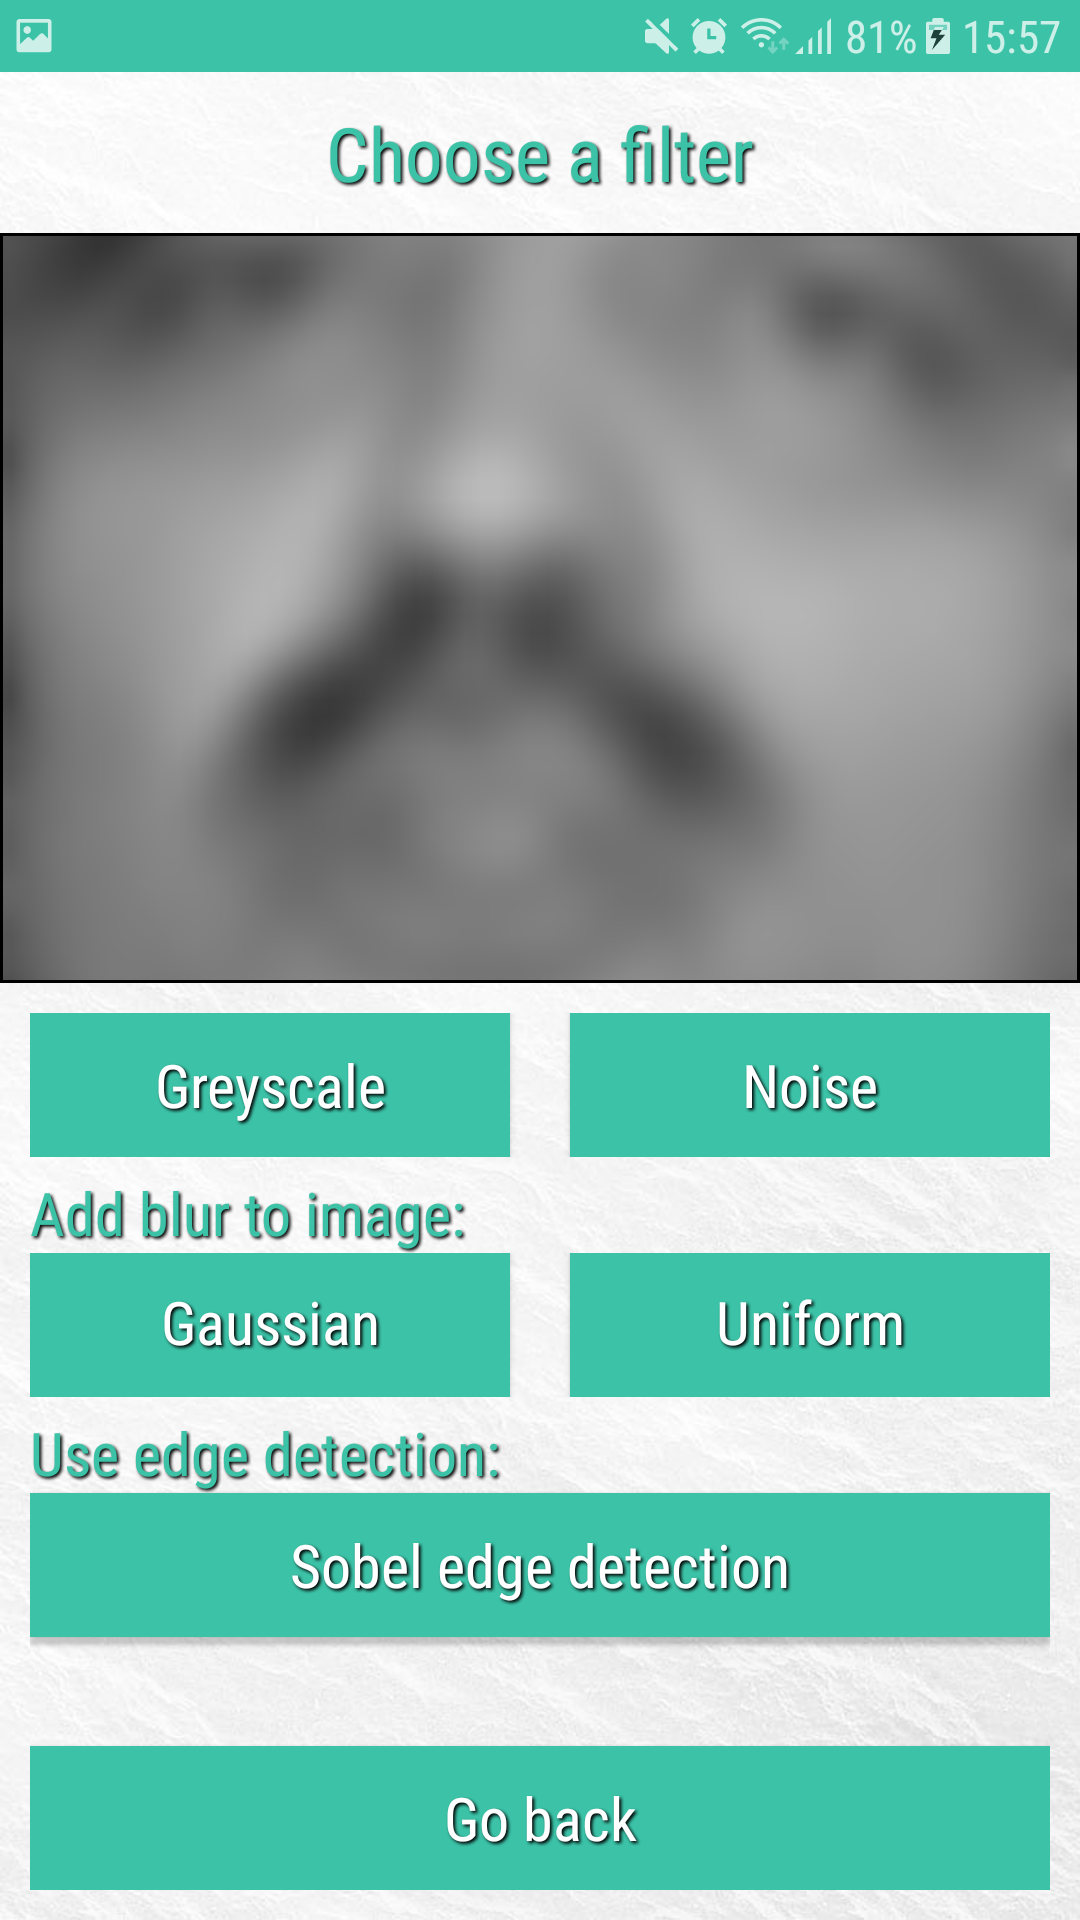 81% 15:57
Choose a filter
Greyscale Noise
Add blur to image:
Gaussian Uniform
Use edge detection:
Sobel edge detection
Go back